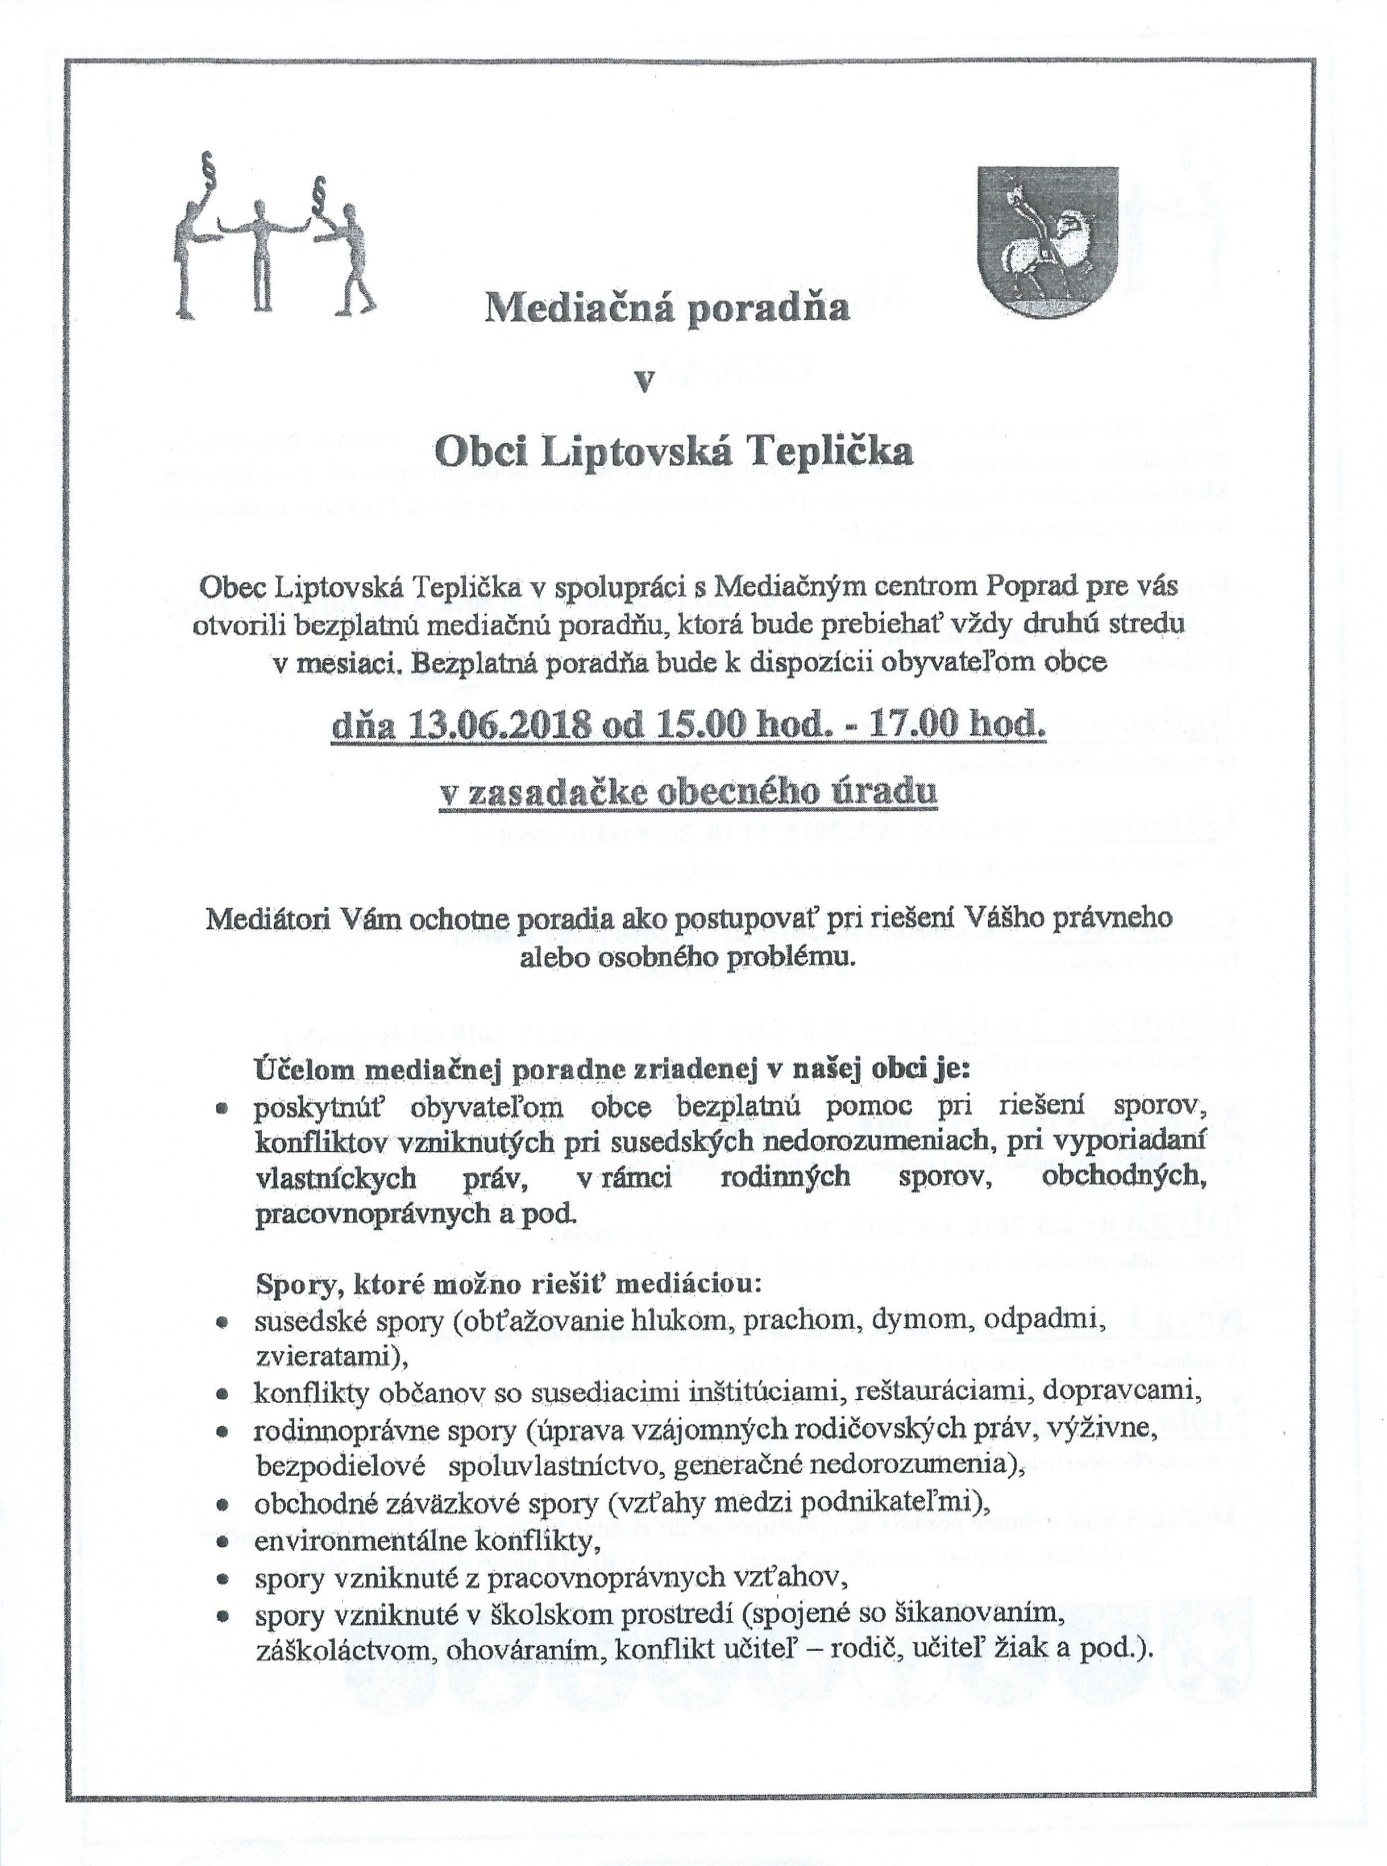 Mediačná poradňa
v
Obci Liptovská Teplička
Obec Liptovská Teplička v spolupráci s Mediačným centrom Poprad pre vás
otvorili bezplatnú mediačnú poradňu, ktorá bude prebiehať vždy druhú stredu
v mesiaci. Bezplatná poradňa bude k dispozícii obyvateľom obce
dňa 13.06.2018 od 15.00 hod. - 17.00 hod.
v zasadačke obecného úradu
Mediátori Vám ochotne poradia ako postupovať pri riešení Vášho právneho
alebo osobného problému.
Účelom mediačnej poradne zriadenej v našej obci je:
• poskytnúť obyvateľom obce bezplatnú pomoc pri riešení sporov,
konfliktov vzniknutých pri susedských nedorozumeniach, pri vyporiadaní
vlastníckych práv, v rámci rodinných sporov, obchodných,
pracovnoprávnych a pod.
Spory, ktoré možno riešiť mediáciou:
• susedské spory (obťažovanie hlukom, prachom, dymom, odpadmi,
zvieratami),
• konflikty občanov so susediacimi inštitúciami, reštauráciami, dopravcami,
• rodinnoprávne spory (úprava vzájomných rodičovských práv, výživne,
bezpodielové spoluvlastníctvo, generačné nedorozumenia),
• obchodné záväzkové spory (vzťahy medzi podnikateľmi),
• environmentálne konflikty,
• spory vzniknuté z pracovnoprávnych vzťahov,
• spory vzniknuté v školskom prostredí (spojené so šikanovaním,
záškoláctvom, ohováraním, konflikt učiteľ – rodič, učiteľ žiak a pod.).